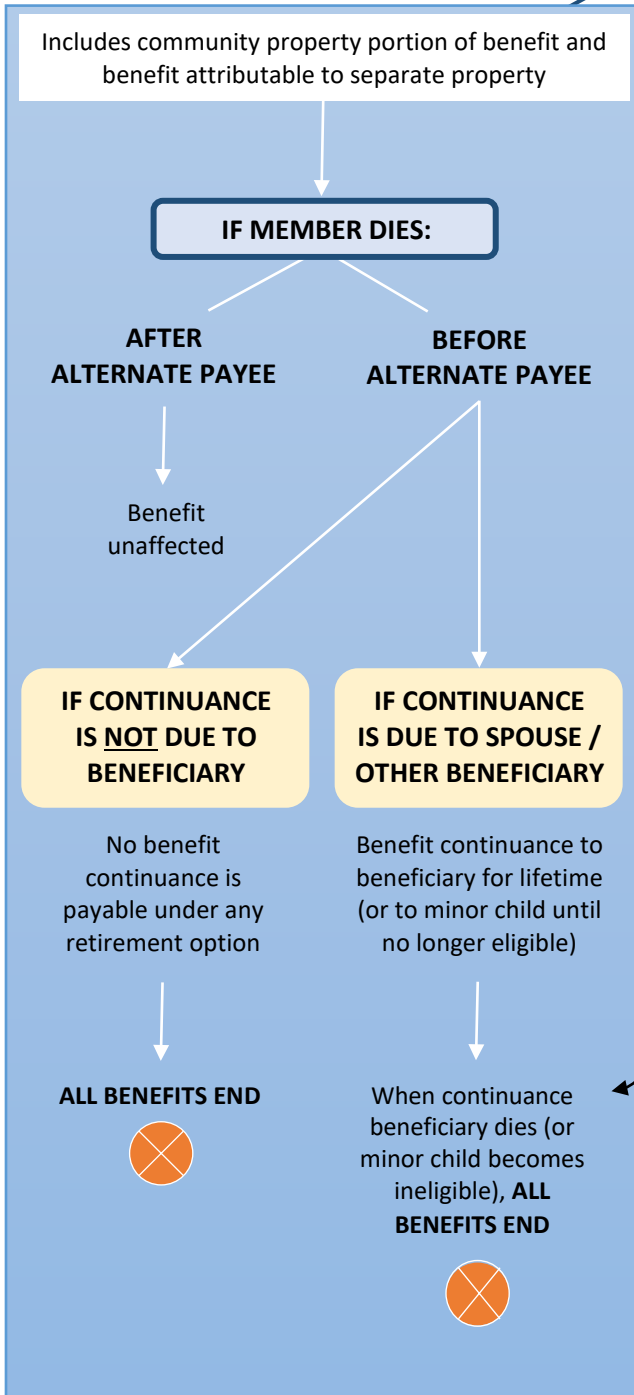 Includes community property portion of benefit and
benefit attributable to separate property
IF MEMBER DIES:
AFTER
ALTERNATE PAYEE
BEFORE
ALTERNATE PAYEE
Benefit
unaffected
IF CONTINUANCE
IS NOT DUE TO
BENEFICIARY
IF CONTINUANCE
IS DUE TO SPOUSE /
OTHER BENEFICIARY
No benefit
continuance is
payable under any
retirement option
Benefit continuance to
beneficiary for lifetime
(or to minor child until
no longer eligible)
ALL BENEFITS END
When continuance
beneficiary dies (or
minor child becomes
ineligible), ALL
BENEFITS END